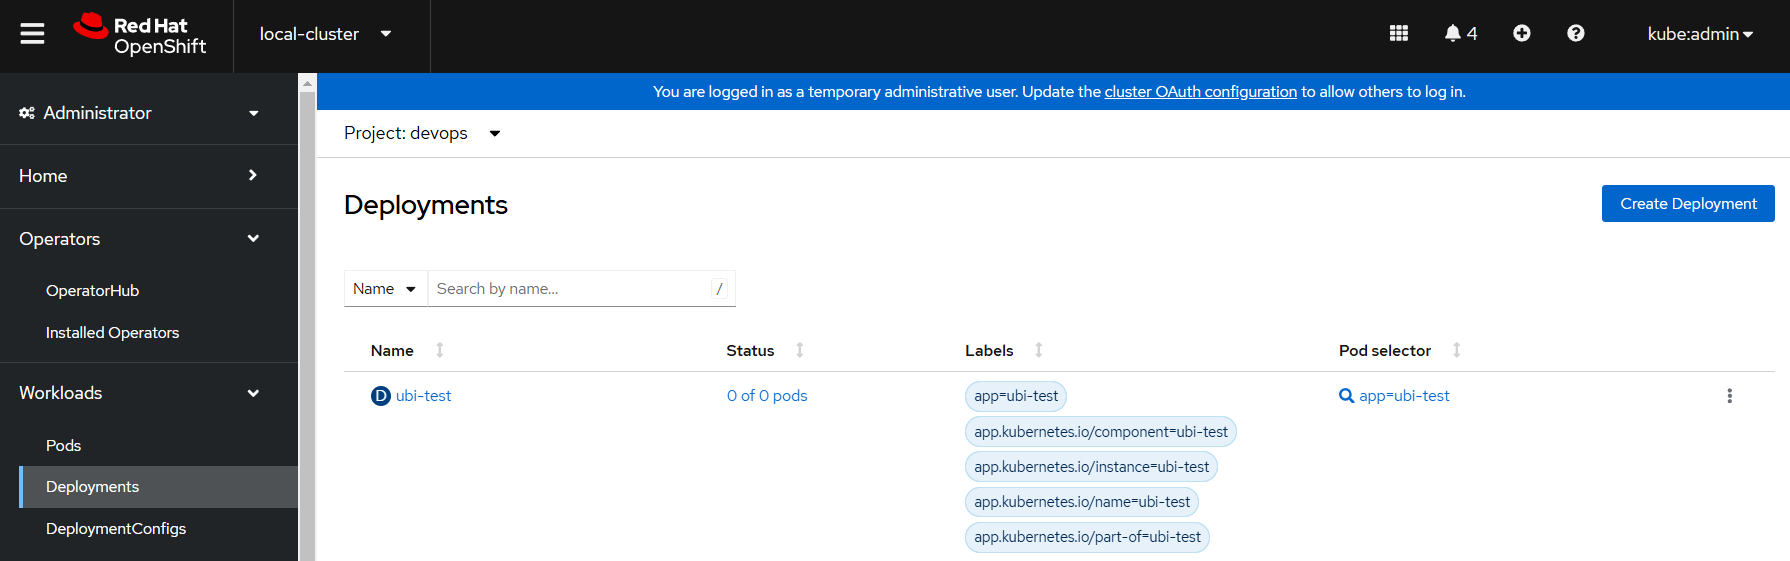 Red Hat
OpenShift
local-cluster
4
kube:admin
Administrator
Home
Operators
OperatorHub
Installed Operators
Workloads
Pods
Deployments
DeploymentConfigs
You are logged in as a temporary administrative user. Update the cluster OAuth configuration to allow others to log in.
Project: devops
Deployments
Create Deployment
Name
Search by name...
/
Name Status Labels Pod selector
D ubi-test 0 of 0 pods app=ubi-test app=ubi-test
app.kubernetes.io/component=ubi-test
app.kubernetes.io/instance=ubi-test
app.kubernetes.io/name=ubi-test
app.kubernetes.io/part-of=ubi-test